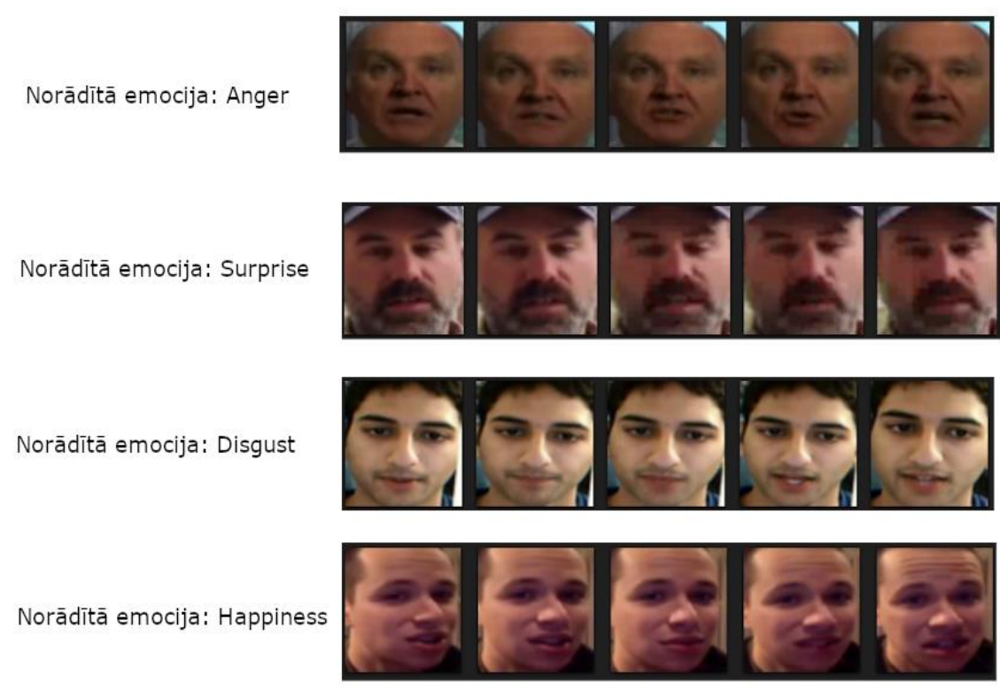 Norādītā emocija: Anger
Norādītā emocija: Surprise
Norādītā emocija: Disgust
Norādītā emocija: Happiness